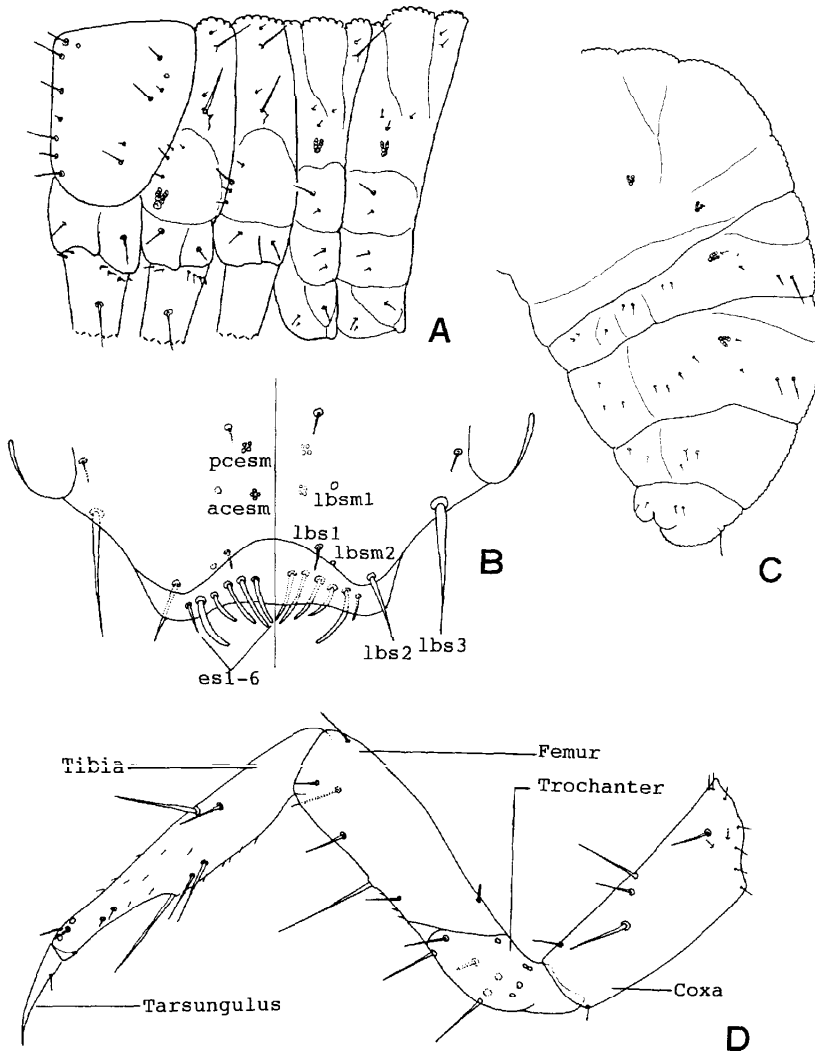 A
C
pcesm
acesm
lbsm1
lbs1
lbsm2
B
lbs2
lbs3
es1-6
Tibia
Femur
Trochanter
Tarsungulus
Coxa
D